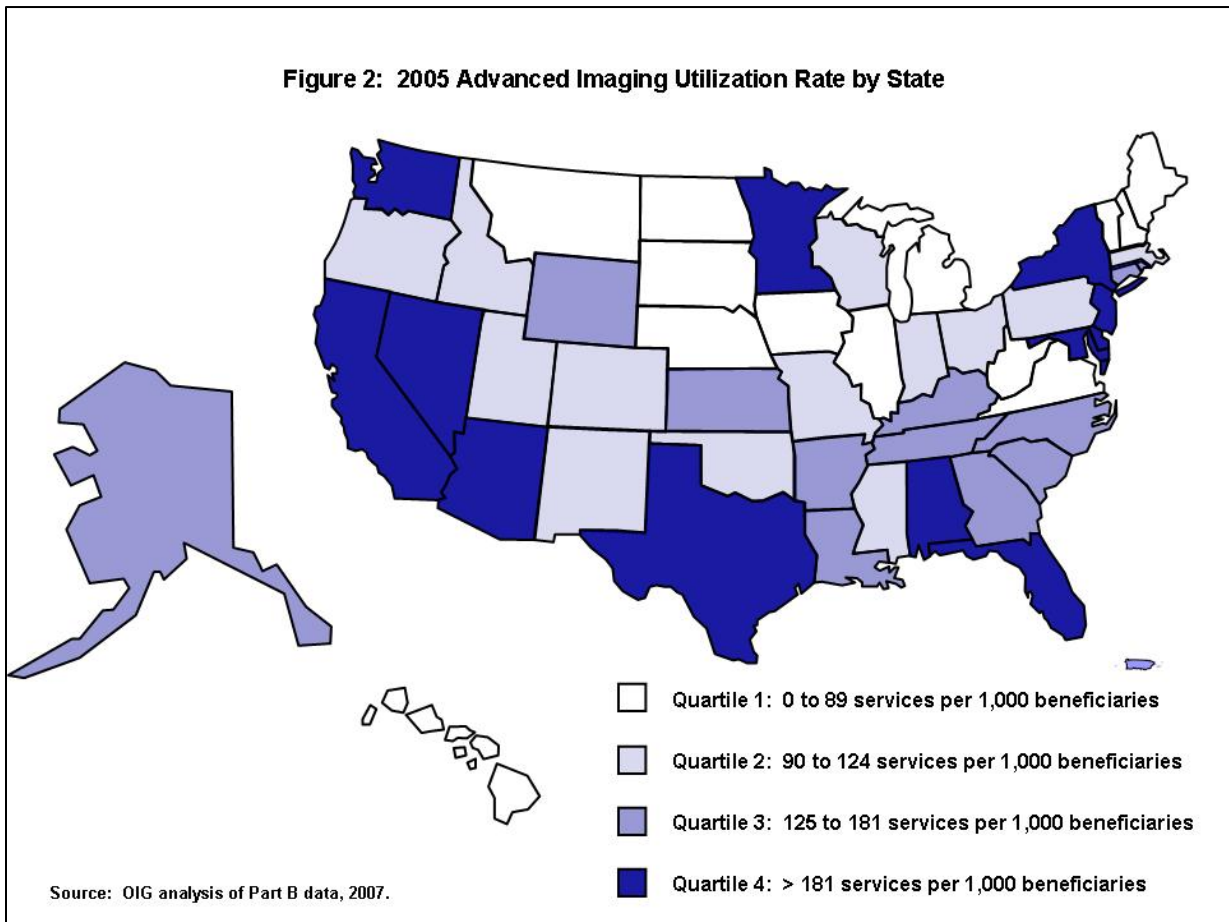 Figure 2: 2005 Advanced Imaging Utilization Rate by State
Quartile 1: 0 to 89 services per 1,000 beneficiaries
Quartile 2: 90 to 124 services per 1,000 beneficiaries
Quartile 3: 125 to 181 services per 1,000 beneficiaries
Quartile 4: > 181 services per 1,000 beneficiaries
Source: OIG analysis of Part B data, 2007.